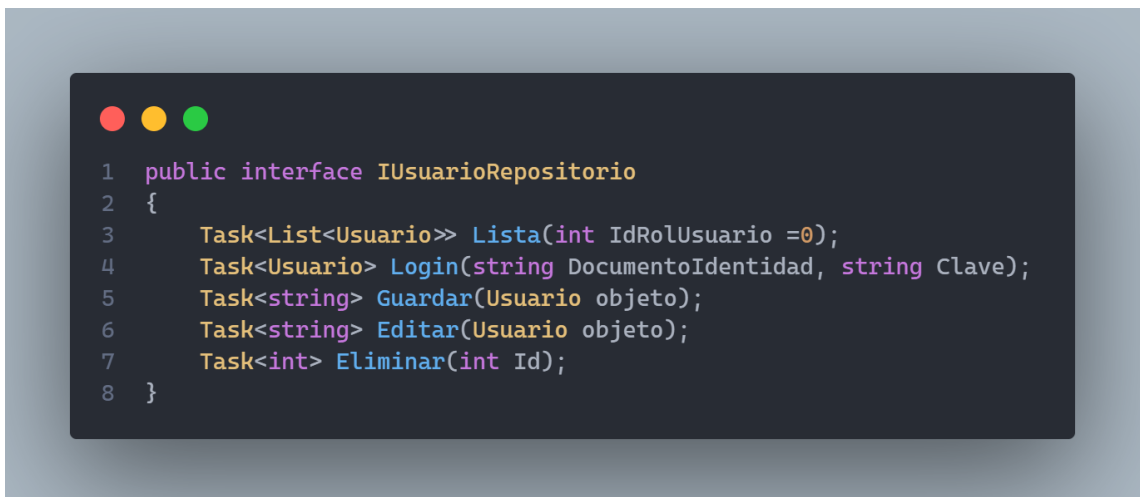 1 public interface IUsuarioRepositorio
2 {
3     Task<List<Usuario>> Lista(int IdRolUsuario =0);
4     Task<Usuario> Login(string DocumentoIdentidad, string Clave);
5     Task<string> Guardar(Usuario objeto);
6     Task<string> Editar(Usuario objeto);
7     Task<int> Eliminar(int Id);
8 }